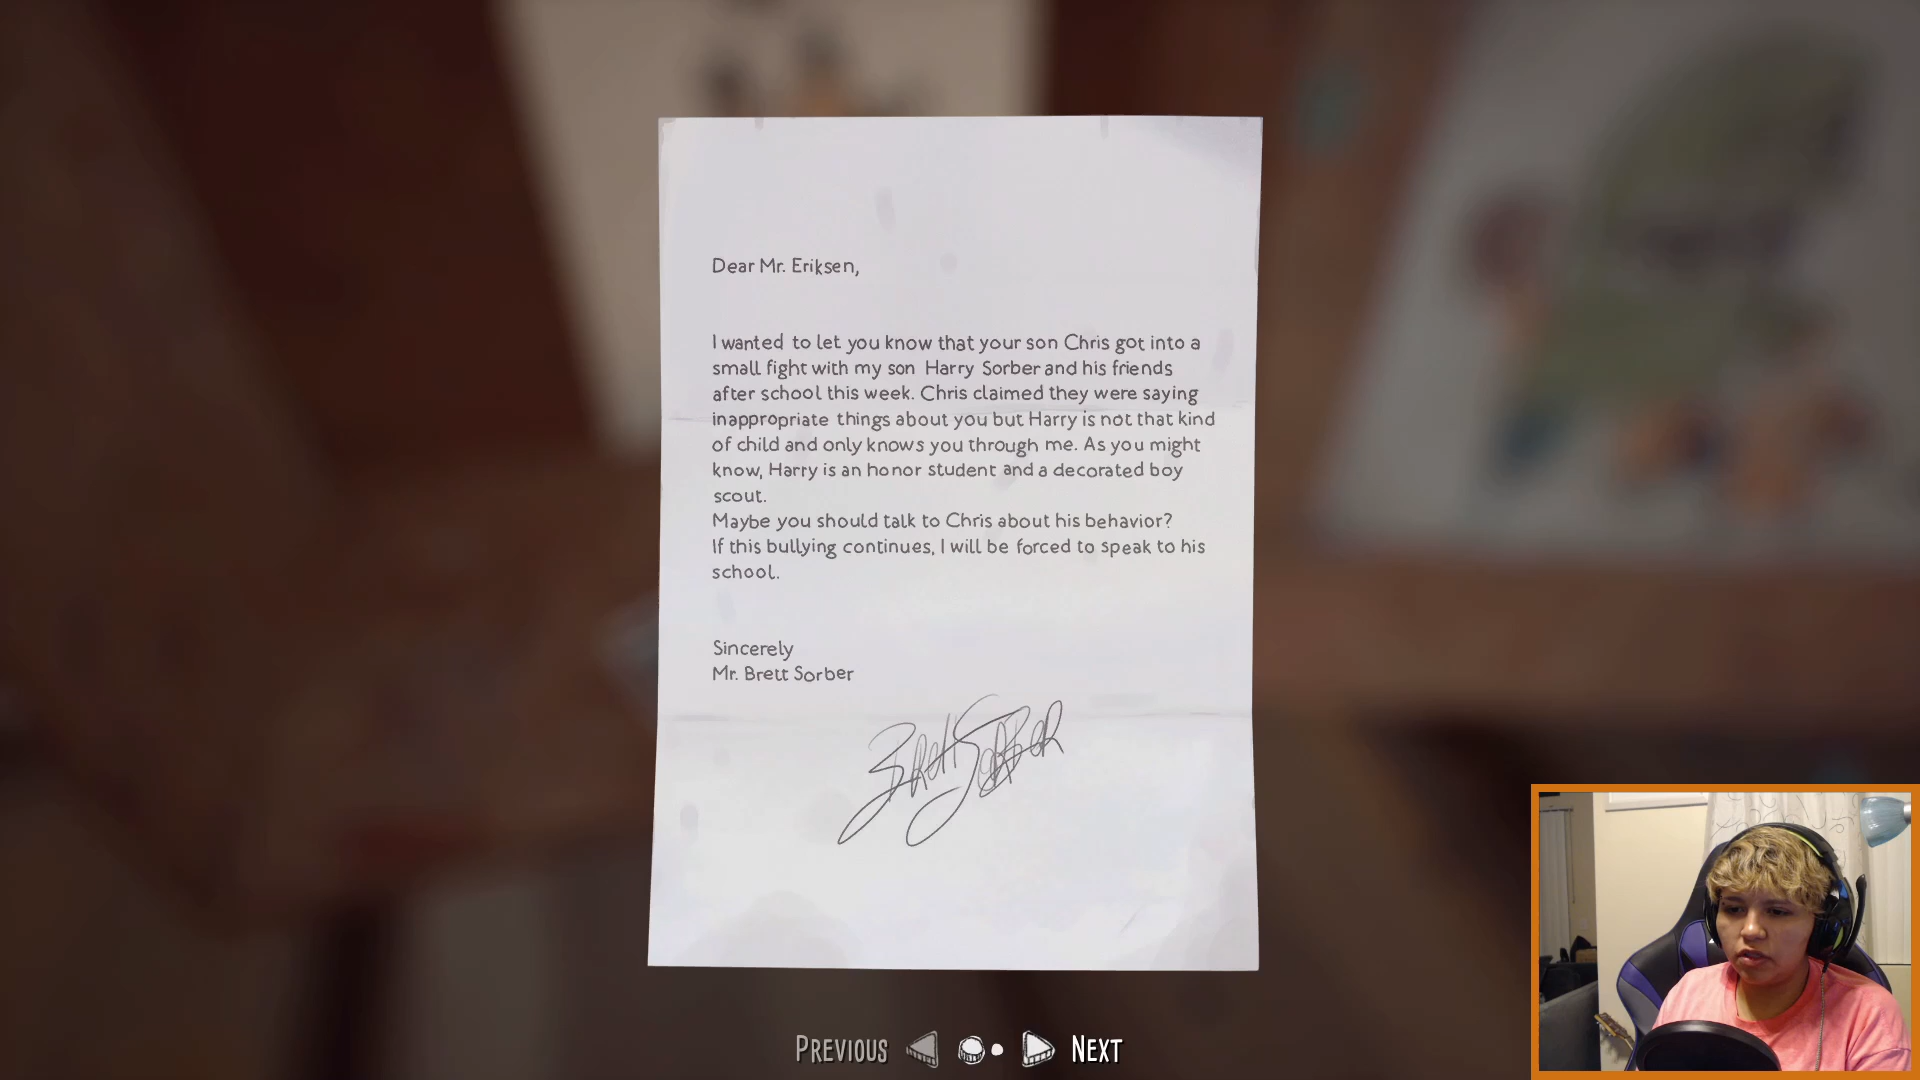 Dear Mr. Eriksen,
I wanted to let you know that your son Chris got into a
small fight with my son Harry Sorber and his friends
after school this week. Chris claimed they were saying
inappropriate things about you but Harry is not that kind
of child and only knows you through me. As you might
know, Harry is an honor student and a decorated boy
scout.
Maybe you should talk to Chris about his behavior?
If this bullying continues, I will be forced to speak to his
school.
Sincerely
Mr. Brett Sorber
Brett Sorber
PREVIOUS NEXT